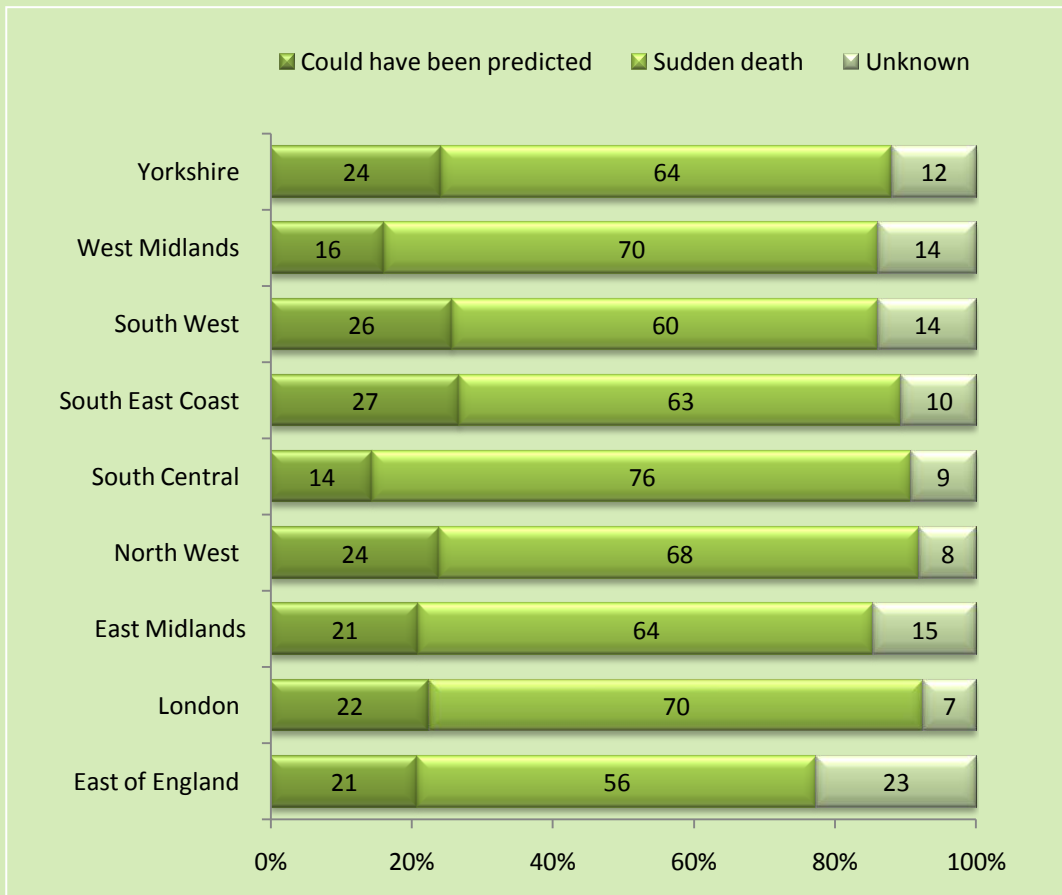 Could have been predicted Sudden death Unknown
Yorkshire 24 64 12
West Midlands 16 70 14
South West 26 60 14
South East Coast 27 63 10
South Central 14 76 9
North West 24 68 8
East Midlands 21 64 15
London 22 70 7
East of England 21 56 23
0% 20% 40% 60% 80% 100%